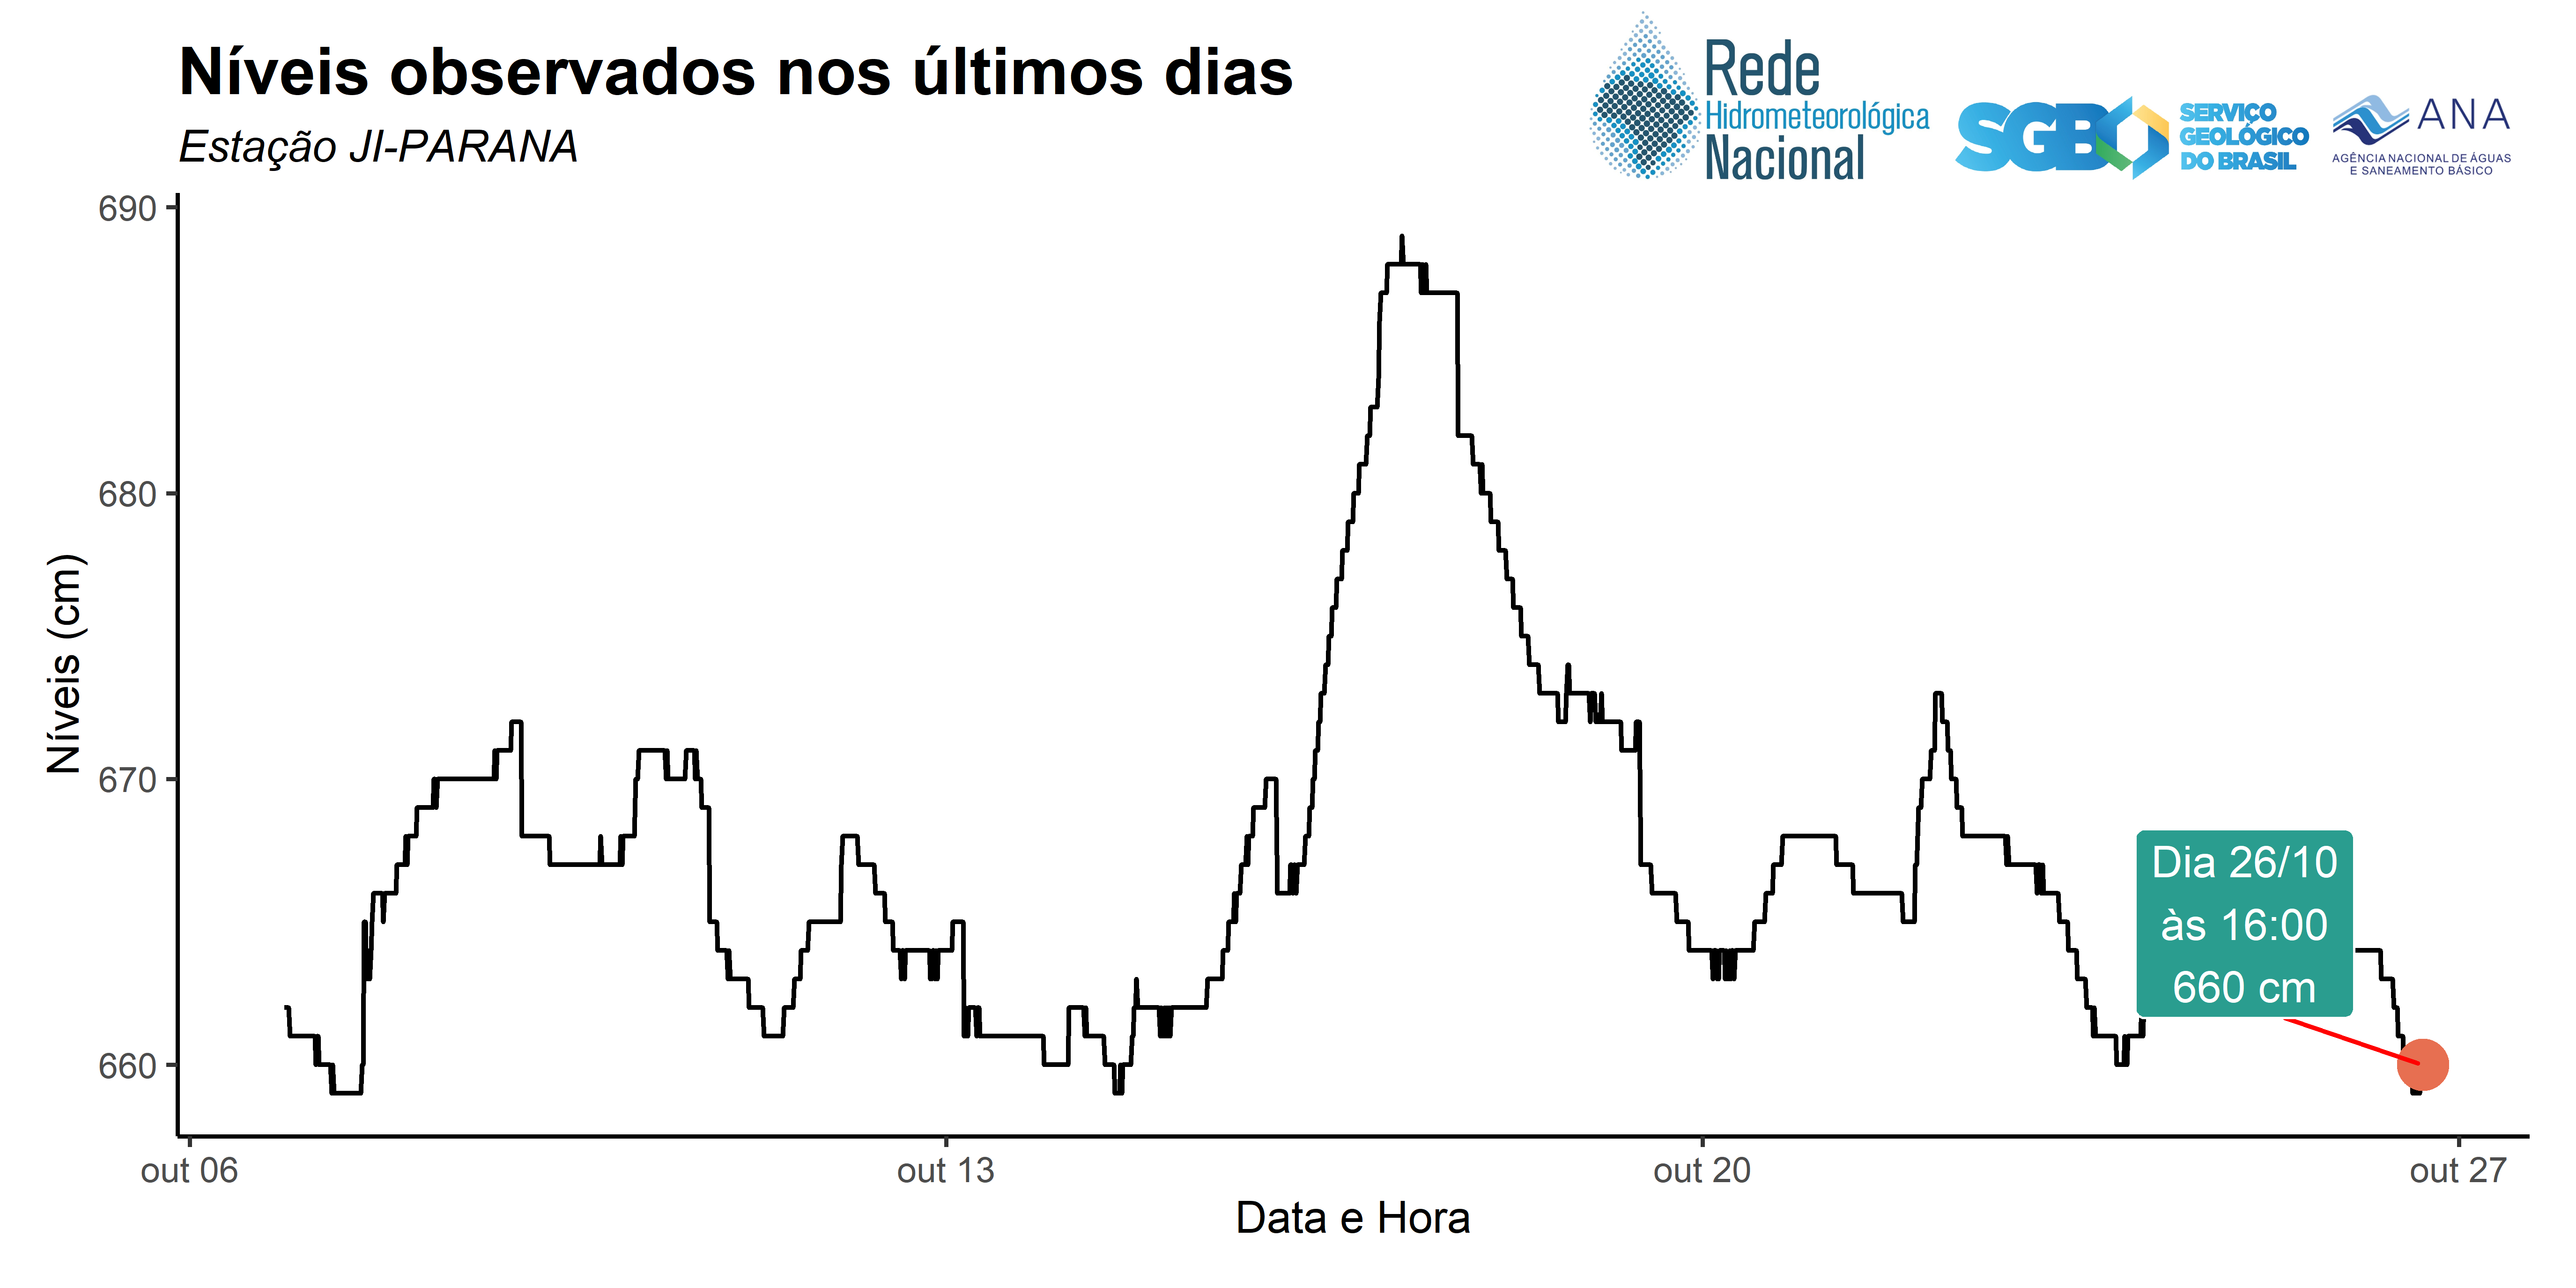 Níveis observados nos últimos dias
Estação JI-PARANA
Rede
Hidrometeorológica
Nacional
SGB
SERVIÇO
GEOLÓGICO
DO BRASIL
ANA
AGÊNCIA NACIONAL DE ÁGUAS
E SANEAMENTO BÁSICO
690
680
670
660
Níveis (cm)
Dia 26/10
às 16:00
660 cm
out 06
out 13
out 20
out 27
Data e Hora